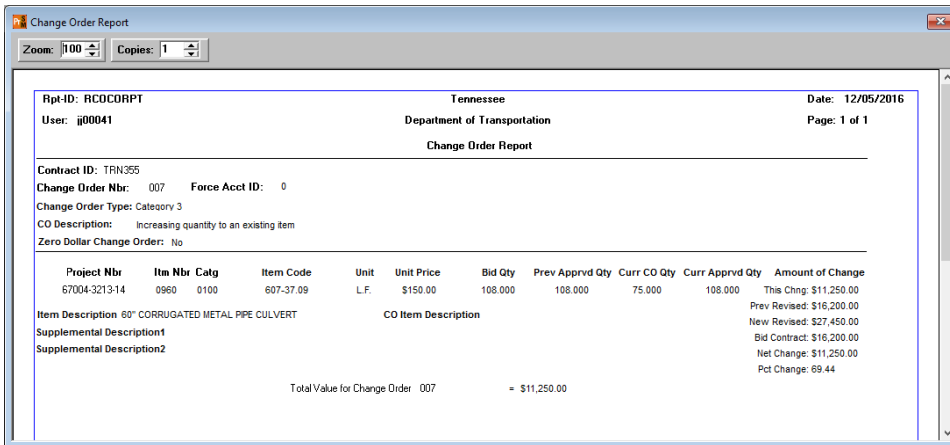 Change Order Report
Zoom: 100 Copies: 1
Rpt-ID: RCOCORPT Tennessee Date: 12/05/2016
User: jj00041 Department of Transportation Page: 1 of 1
Change Order Report
Contract ID: TRN355
Change Order Nbr: 007 Force Acct ID: 0
Change Order Type: Category 3
CO Description: Increasing quantity to an existing item
Zero Dollar Change Order: No
Project Nbr Itm Nbr Catg Item Code Unit Unit Price Bid Qty Prev Apprvd Qty Curr CO Qty Curr Apprvd Qty Amount of Change
67004-3213-14 0960 0100 607-37.09 L.F. $150.00 108.000 108.000 75.000 108.000 This Chng: $11,250.00
Prev Revised: $16,200.00
Item Description 60" CORRUGATED METAL PIPE CULVERT CO Item Description
New Revised: $27,450.00
Supplemental Description1
Bid Contract: $16,200.00
Supplemental Description2
Net Change: $11,250.00
Pct Change: 69.44
Total Value for Change Order 007 = $11,250.00